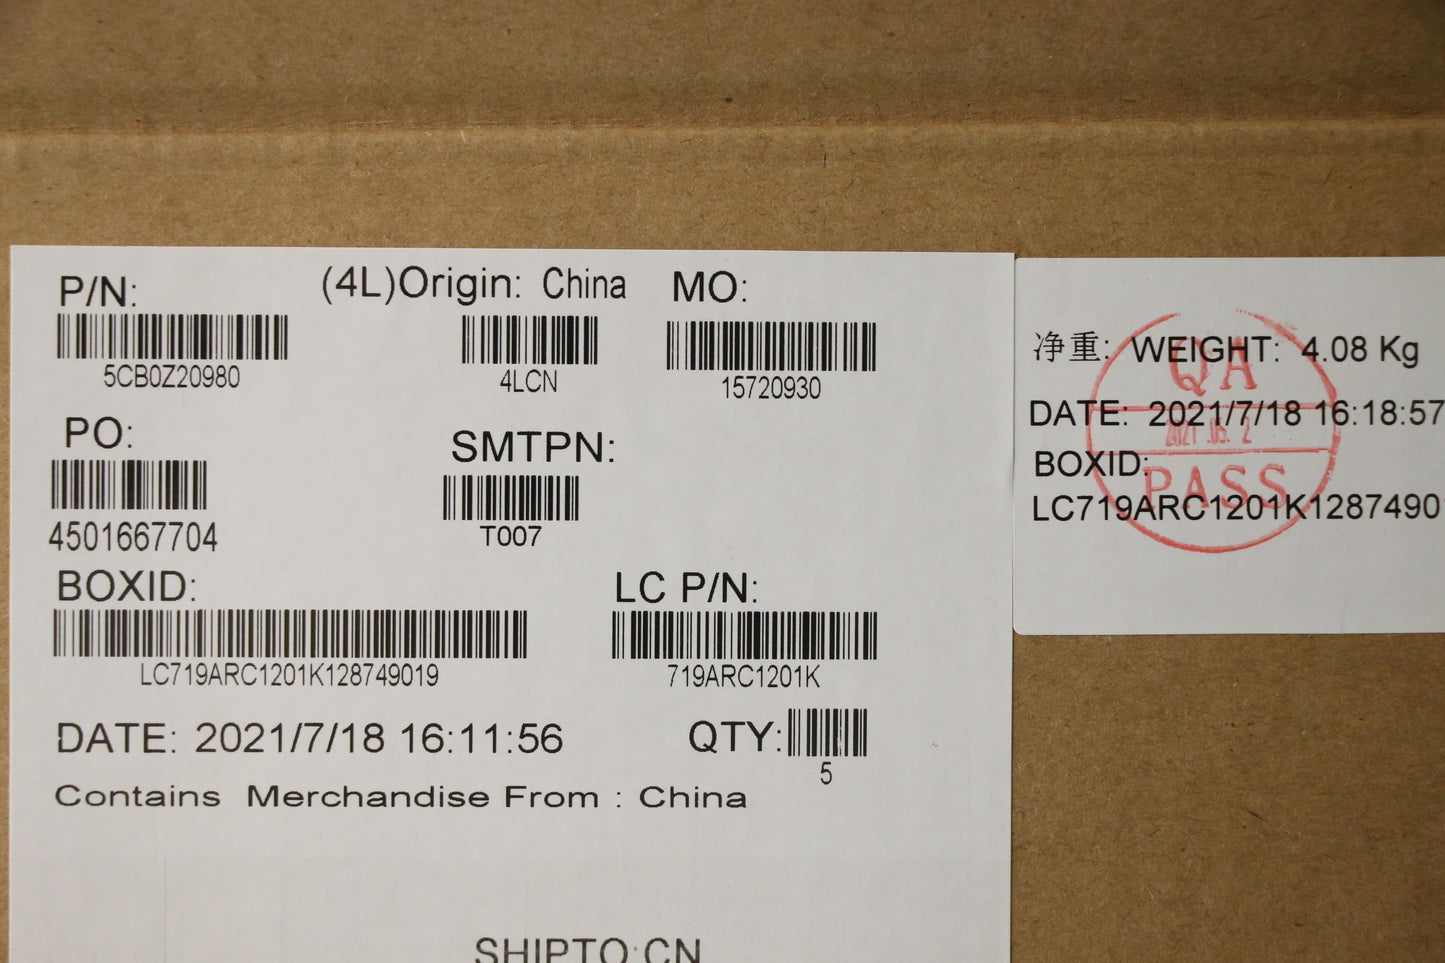 P/N:
5CB0Z20980
(4L)Origin: China
4LCN
MO:
15720930
PO:
4501667704
SMTPN:
T007
BOXID:
LC719ARC1201K128749019
LC P/N:
719ARC1201K
DATE: 2021/7/18 16:11:56
QTY:
5
Contains Merchandise From : China
SHIPTO:CN
净重: WEIGHT: 4.08 Kg
DATE: 2021/7/18 16:18:57
BOXID:
LC719ARC1201K1287490
QA
PASS